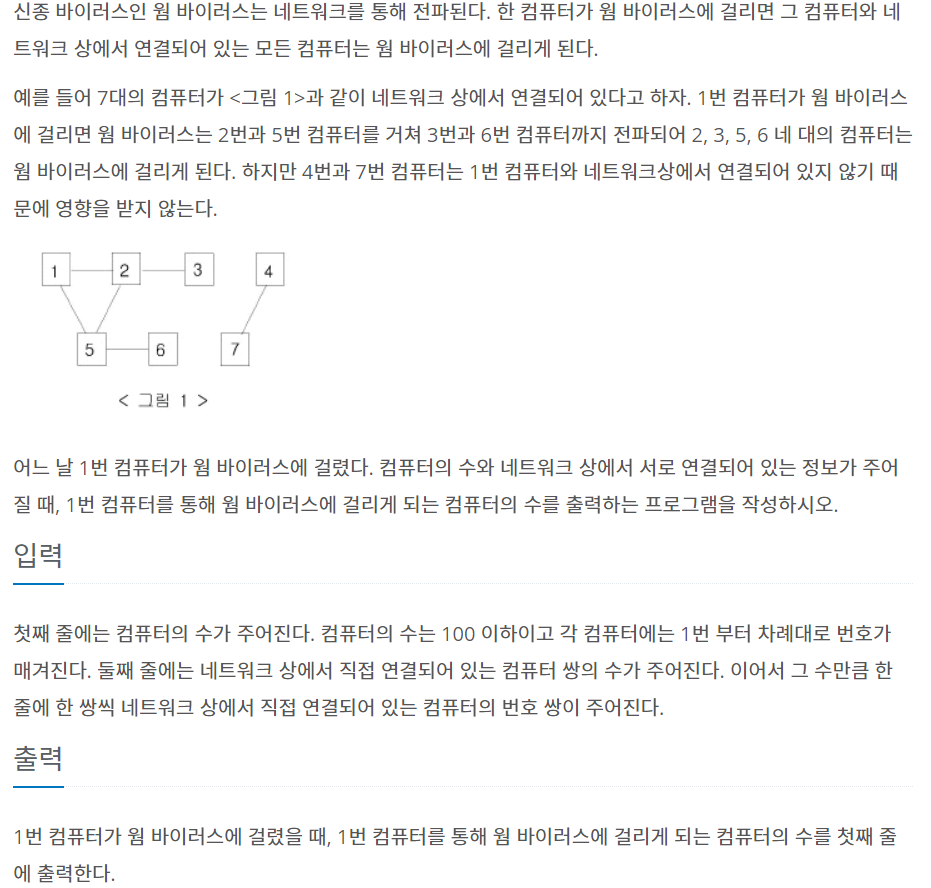 신종 바이러스인 웜 바이러스는 네트워크를 통해 전파된다. 한 컴퓨터가 웜 바이러스에 걸리면 그 컴퓨터와 네
트워크 상에서 연결되어 있는 모든 컴퓨터는 웜 바이러스에 걸리게 된다.
예를 들어 7대의 컴퓨터가 <그림 1>과 같이 네트워크 상에서 연결되어 있다고 하자. 1번 컴퓨터가 웜 바이러스
에 걸리면 웜 바이러스는 2번과 5번 컴퓨터를 거쳐 3번과 6번 컴퓨터까지 전파되어 2, 3, 5, 6 네 대의 컴퓨터는
웜 바이러스에 걸리게 된다. 하지만 4번과 7번 컴퓨터는 1번 컴퓨터와 네트워크상에서 연결되어 있지 않기 때
문에 영향을 받지 않는다.
1 2 3 4
5 6 7
< 그림 1 >
어느 날 1번 컴퓨터가 웜 바이러스에 걸렸다. 컴퓨터의 수와 네트워크 상에서 서로 연결되어 있는 정보가 주어
질 때, 1번 컴퓨터를 통해 웜 바이러스에 걸리게 되는 컴퓨터의 수를 출력하는 프로그램을 작성하시오.
입력
첫째 줄에는 컴퓨터의 수가 주어진다. 컴퓨터의 수는 100 이하이고 각 컴퓨터에는 1번 부터 차례대로 번호가
매겨진다. 둘째 줄에는 네트워크 상에서 직접 연결되어 있는 컴퓨터 쌍의 수가 주어진다. 이어서 그 수만큼 한
줄에 한 쌍씩 네트워크 상에서 직접 연결되어 있는 컴퓨터의 번호 쌍이 주어진다.
출력
1번 컴퓨터가 웜 바이러스에 걸렸을 때, 1번 컴퓨터를 통해 웜 바이러스에 걸리게 되는 컴퓨터의 수를 첫째 줄
에 출력한다.